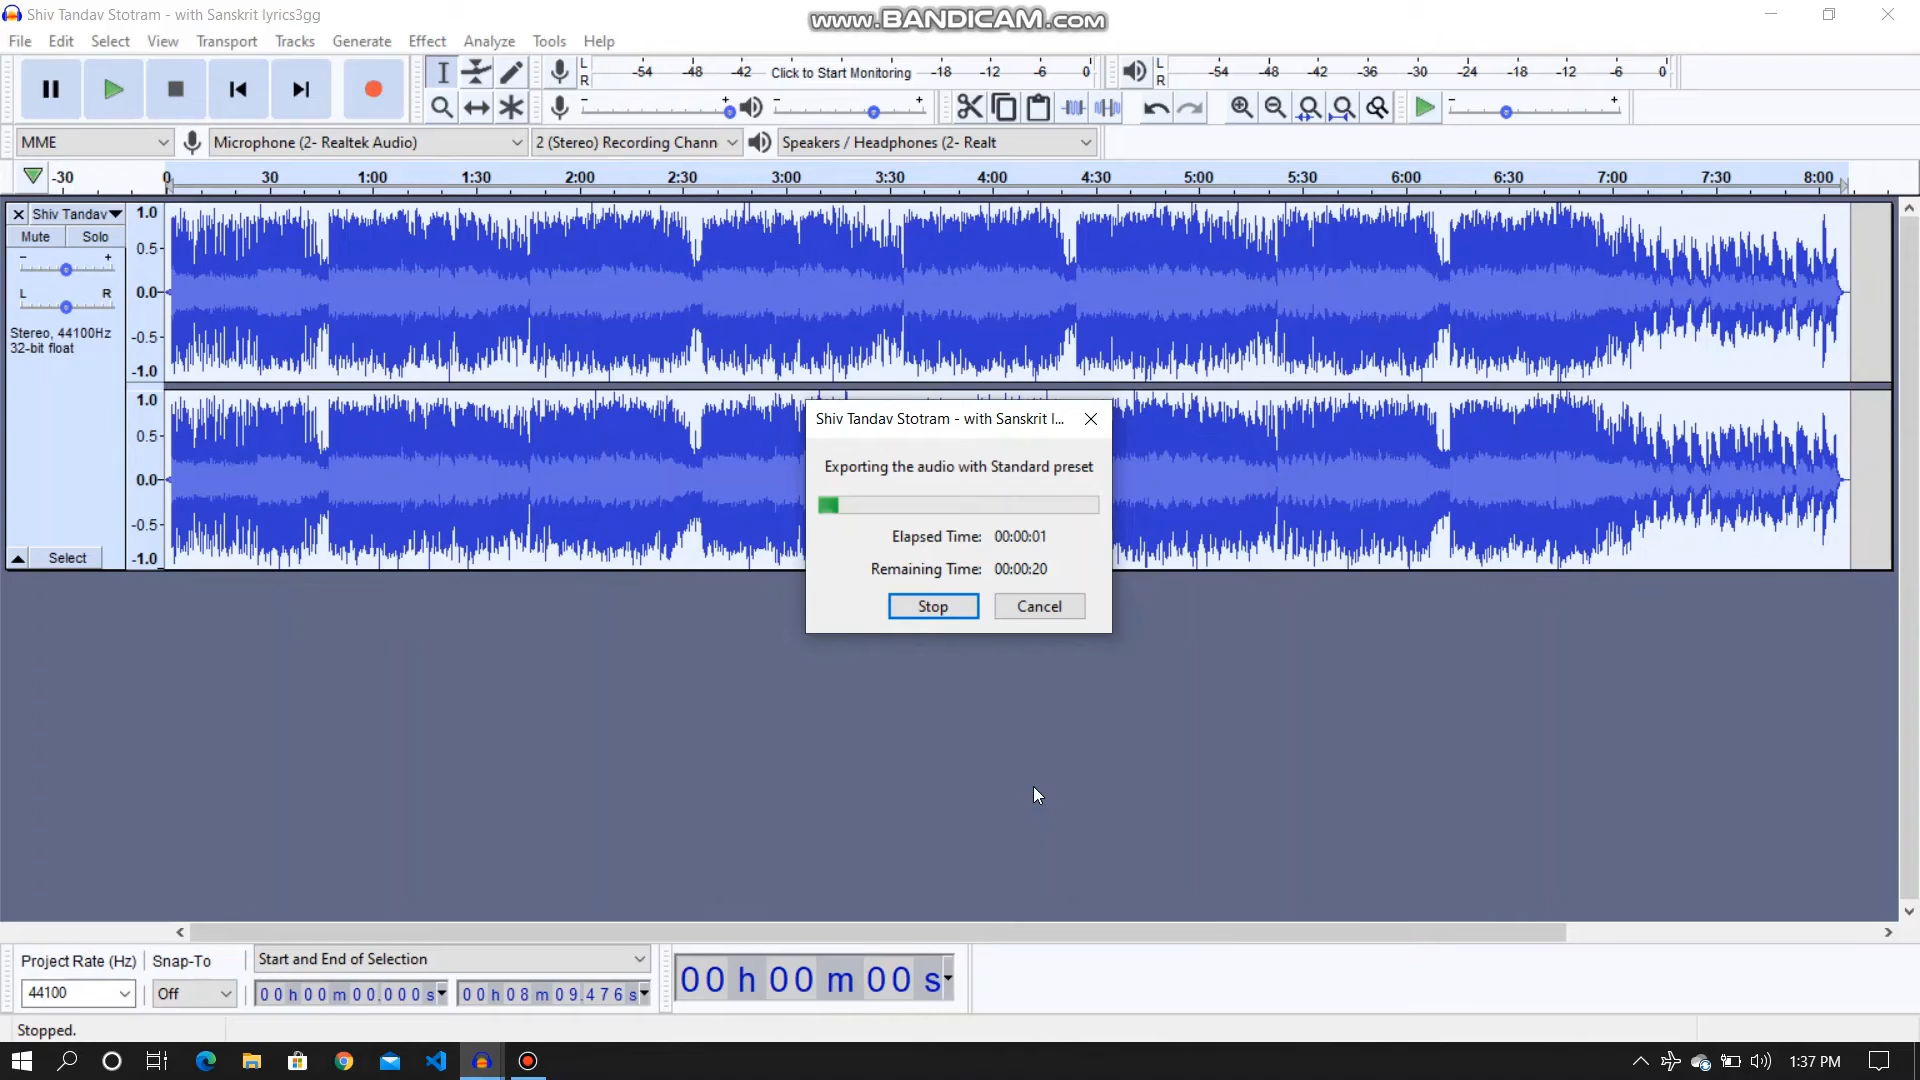 Shiv Tandav Stotram - with Sanskrit lyrics3gg
www.BANDICAM.com
File Edit Select View Transport Tracks Generate Effect Analyze Tools Help
L R -54 -48 -42 Click to Start Monitoring -18 -12 -6 0 L R -54 -48 -42 -36 -30 -24 -18 -12 -6 0
- + - + - +
MME Microphone (2- Realtek Audio) 2 (Stereo) Recording Chann Speakers / Headphones (2- Realt
-30 0 30 1:00 1:30 2:00 2:30 3:00 3:30 4:00 4:30 5:00 5:30 6:00 6:30 7:00 7:30 8:00
Shiv Tandav 1.0
Mute Solo 0.5
- +
L R 0.0
Stereo, 44100Hz -0.5
32-bit float
-1.0
1.0
0.5
0.0
-0.5
Select -1.0
Shiv Tandav Stotram - with Sanskrit l...
Exporting the audio with Standard preset
Elapsed Time: 00:00:01
Remaining Time: 00:00:20
Stop Cancel
Project Rate (Hz) Snap-To Start and End of Selection
44100 Off 00 h 00 m 00.000 s 00 h 08 m 09.476 s 00 h 00 m 00 s
Stopped.
1:37 PM